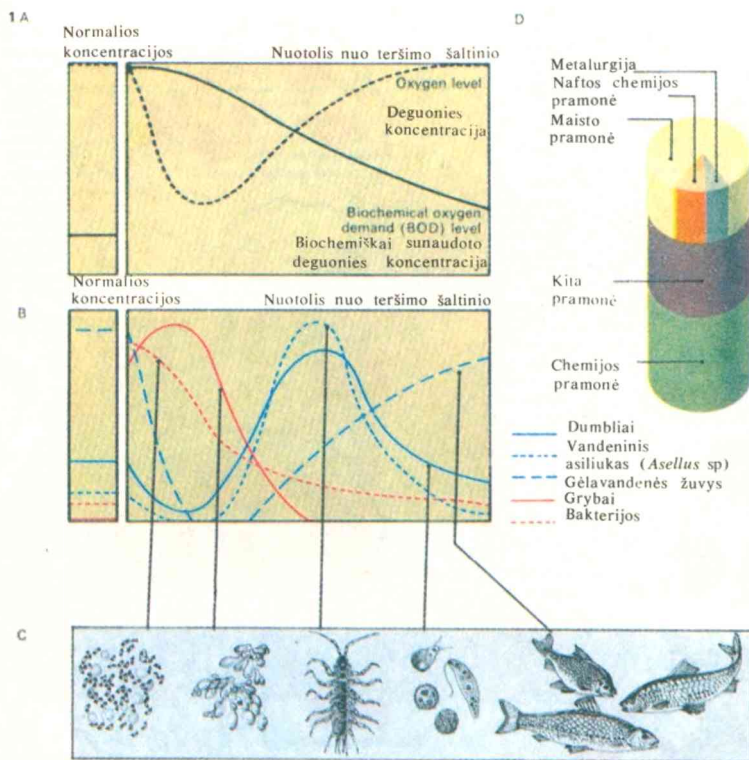 1 A
Normalios
koncentracijos
Nuotolis nuo teršimo šaltinio
Oxygen level
Deguonies
koncentracija
Biochemical oxygen
demand (BOD) level
Biochemiškai sunaudoto
deguonies koncentracija
B
Normalios
koncentracijos
Nuotolis nuo teršimo šaltinio
C
D
Metalurgija
Naftos chemijos
pramonė
Maisto
pramonė
Kita
pramonė
Chemijos
pramonė
Dumbliai
Vandeninis
asiliukas (Asellus sp)
Gėlavandenės žuvys
Grybai
Bakterijos